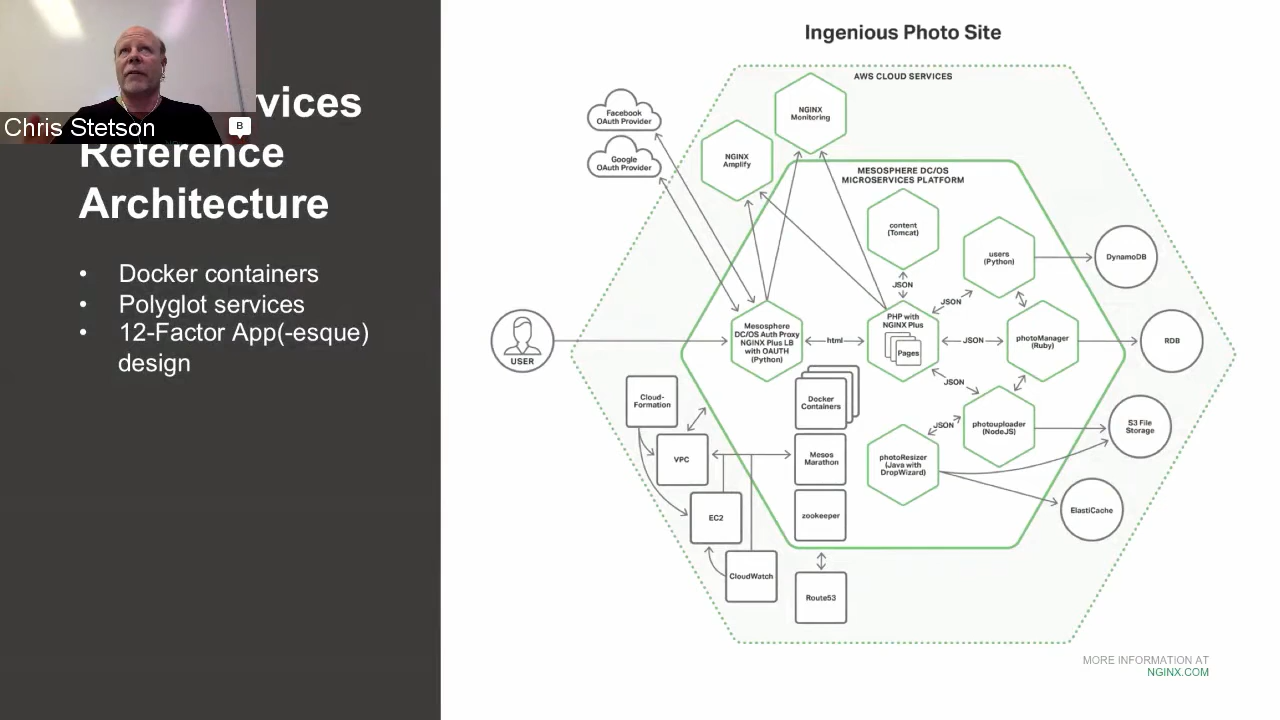 Chris Stetson
B
vices
Reference
Architecture
• Docker containers
• Polyglot services
• 12-Factor App(-esque)
design
Ingenious Photo Site
AWS CLOUD SERVICES
Facebook
OAuth Provider
Google
OAuth Provider
NGINX
Monitoring
NGINX
Amplify
MESOSPHERE DC/OS
MICROSERVICES PLATFORM
content
(Tomcat)
users
(Python)
DynamoDB
JSON
JSON
USER
Mesosphere
DC/OS Auth Proxy
NGINX Plus LB
with OAUTH
(Python)
html
PHP with
NGINX Plus
Pages
JSON
photoManager
(Ruby)
RDB
JSON
Cloud-
Formation
Docker
Containers
JSON
photouploader
(NodeJS)
S3 File
Storage
VPC
Mesos
Marathon
photoResizer
(Java with
DropWizard)
EC2
zookeeper
ElastiCache
CloudWatch
Route53
MORE INFORMATION AT
NGINX.COM